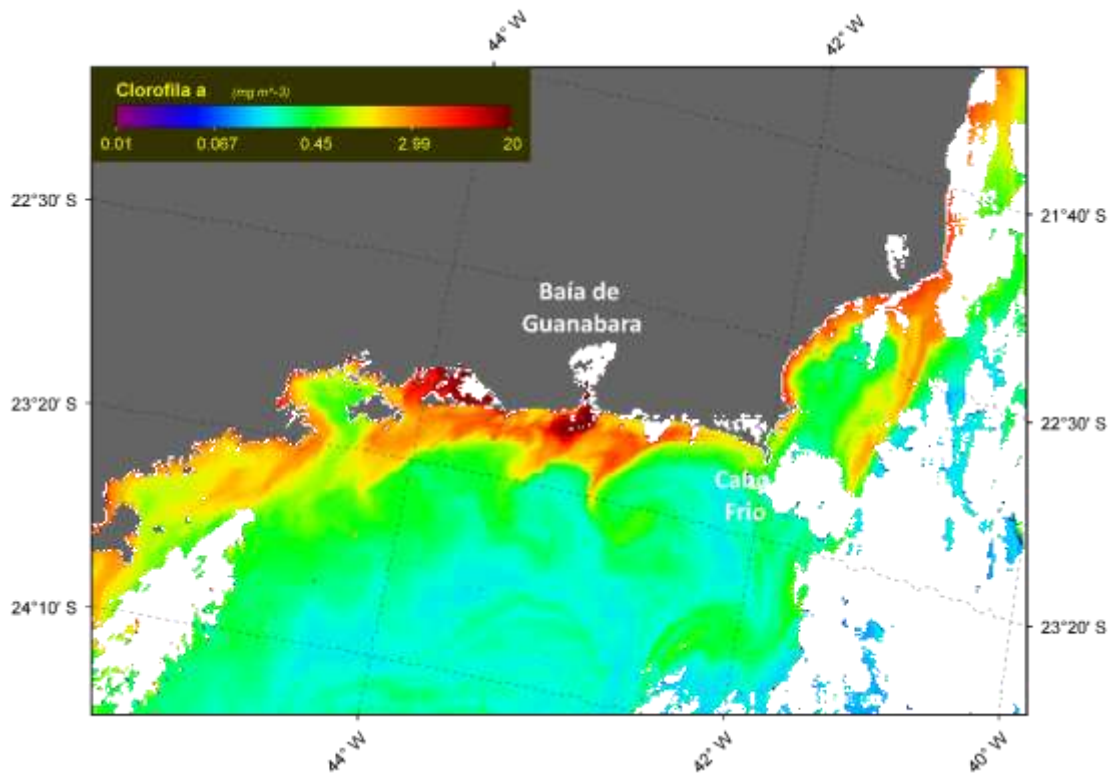 44° W
42° W
Clorofila a (mg m^-3)
0.01 0.067 0.45 2.99 20
22°30' S
21°40' S
Baía de
Guanabara
23°20' S
22°30' S
Cabo
Frio
24°10' S
23°20' S
44° W
42° W
40° W